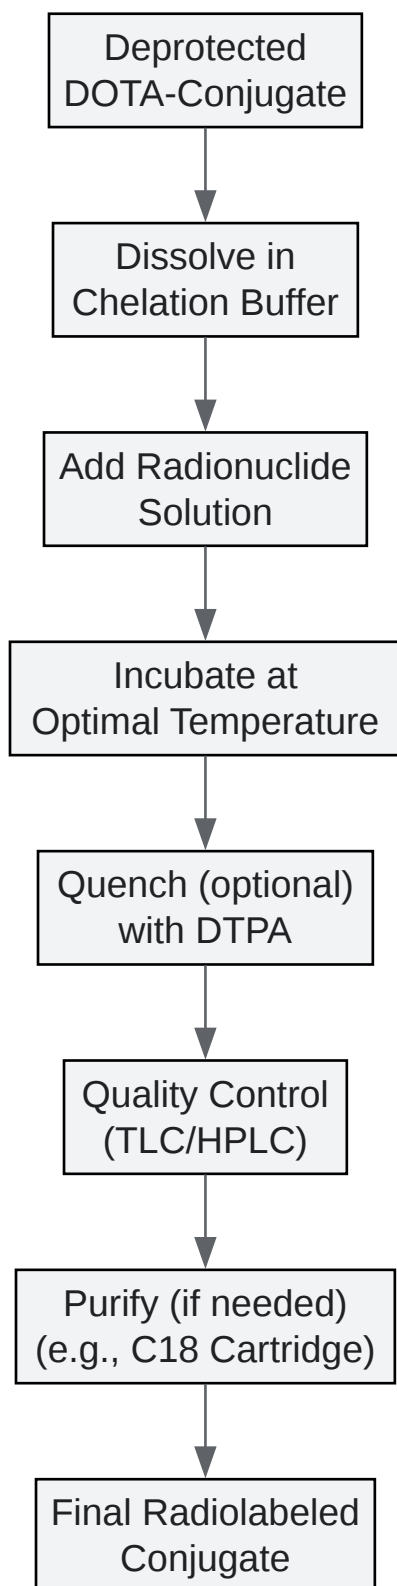 Deprotected
DOTA-Conjugate
Dissolve in
Chelation Buffer
Add Radionuclide
Solution
Incubate at
Optimal Temperature
Quench (optional)
with DTPA
Quality Control
(TLC/HPLC)
Purify (if needed)
(e.g., C18 Cartridge)
Final Radiolabeled
Conjugate